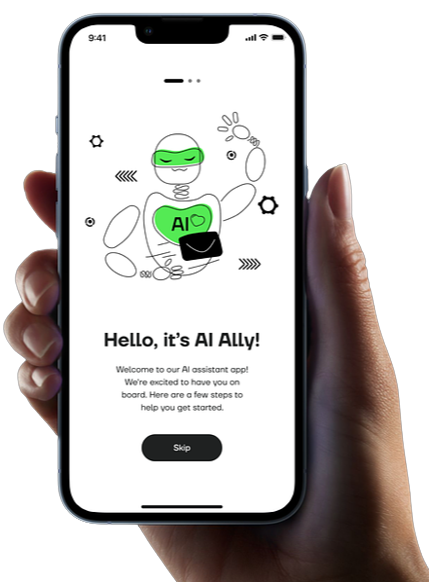 9:41
AI
Hello, it's AI Ally!
Welcome to our AI assistant app!
We're excited to have you on
board. Here are a few steps to
help you get started.
Skip